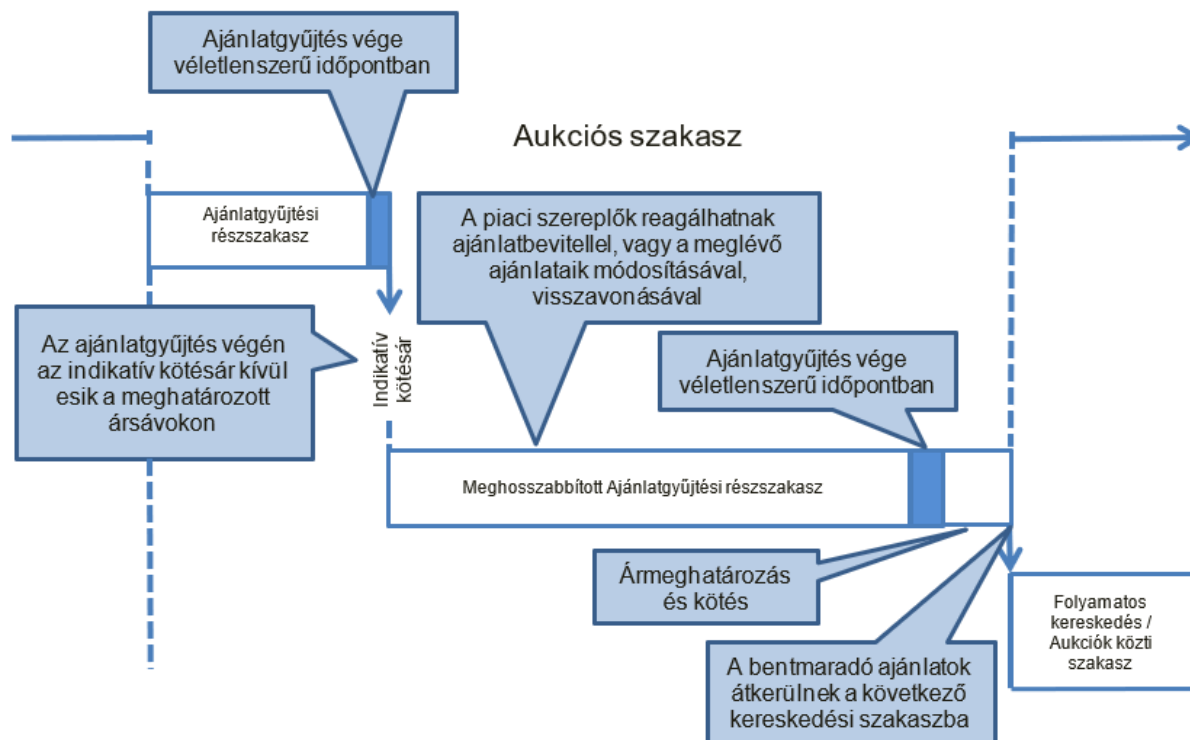 Ajánlatgyűjtés vége
véletlenszerű időpontban
Aukciós szakasz
Ajánlatgyűjtési
részszakasz
A piaci szereplők reagálhatnak
ajánlatbevitellel, vagy a meglévő
ajánlataik módosításával,
visszavonásával
Az ajánlatgyűjtés végén
az indikatív kötésár kívül
esik a meghatározott
ársávokon
Indikatív
kötésár
Ajánlatgyűjtés vége
véletlenszerű időpontban
Meghosszabbított Ajánlatgyűjtési részszakasz
Ármeghatározás
és kötés
Folyamatos
kereskedés /
Aukciók közti
szakasz
A bentmaradó ajánlatok
átkerülnek a következő
kereskedési szakaszba